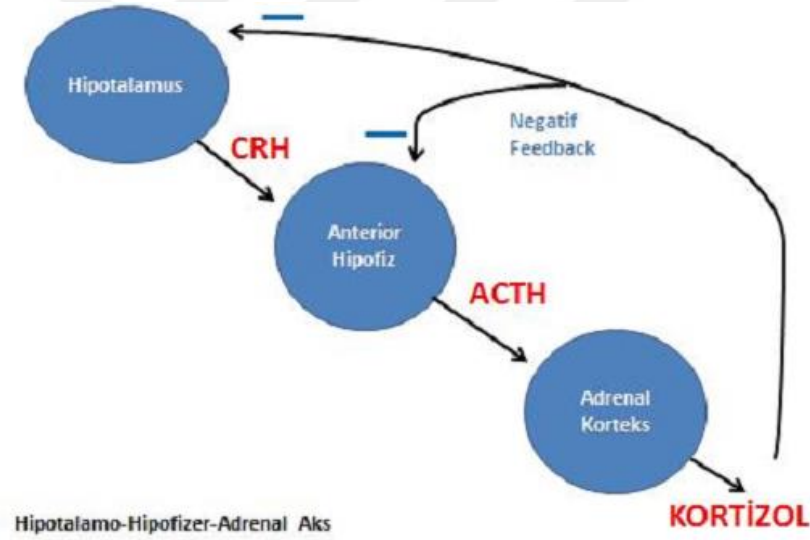 Hipotalamus
CRH
Negatif
Feedback
Anterior
Hipofiz
ACTH
Adrenal
Korteks
KORTİZOL
Hipotalamo-Hipofizer-Adrenal Aks